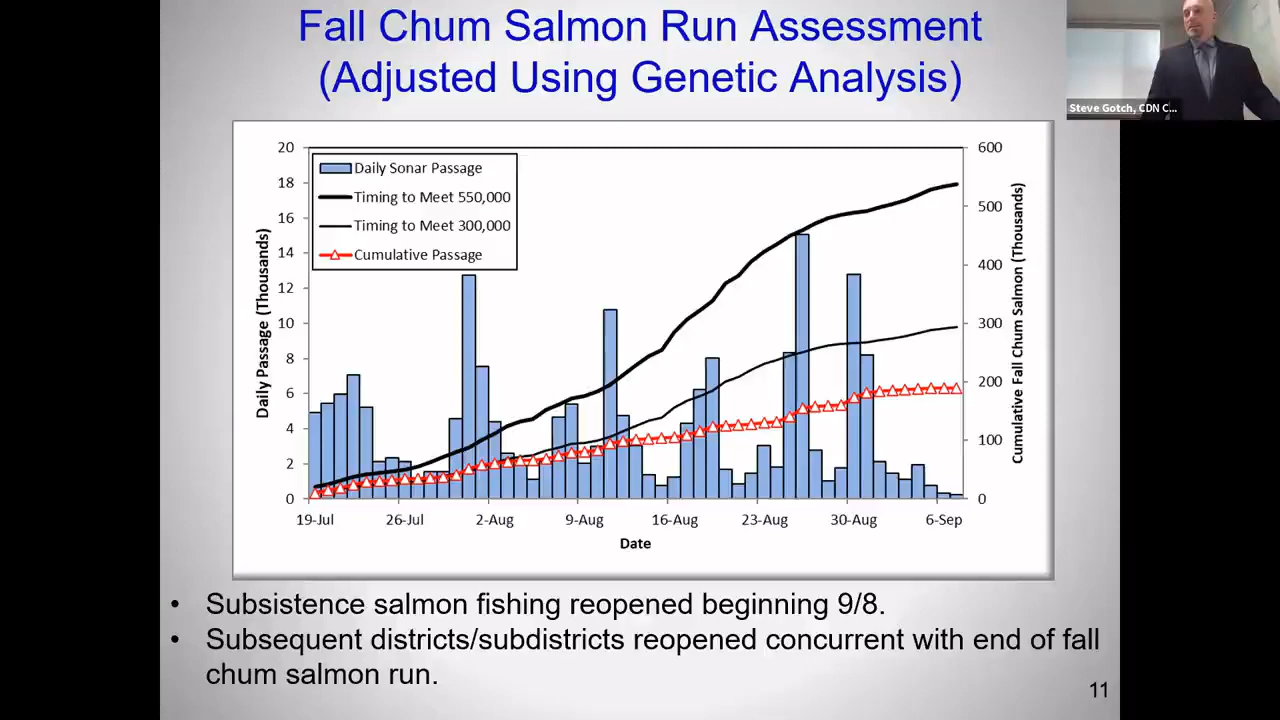 Fall Chum Salmon Run Assessment
(Adjusted Using Genetic Analysis)
Steve Gotch, CDN C...
20
18
16
14
12
10
8
6
4
2
0
Daily Passage (Thousands)
Daily Sonar Passage
Timing to Meet 550,000
Timing to Meet 300,000
Cumulative Passage
600
500
400
300
200
100
0
Cumulative Fall Chum Salmon (Thousands)
19-Jul 26-Jul 2-Aug 9-Aug 16-Aug 23-Aug 30-Aug 6-Sep
Date
• Subsistence salmon fishing reopened beginning 9/8.
• Subsequent districts/subdistricts reopened concurrent with end of fall
chum salmon run.
11